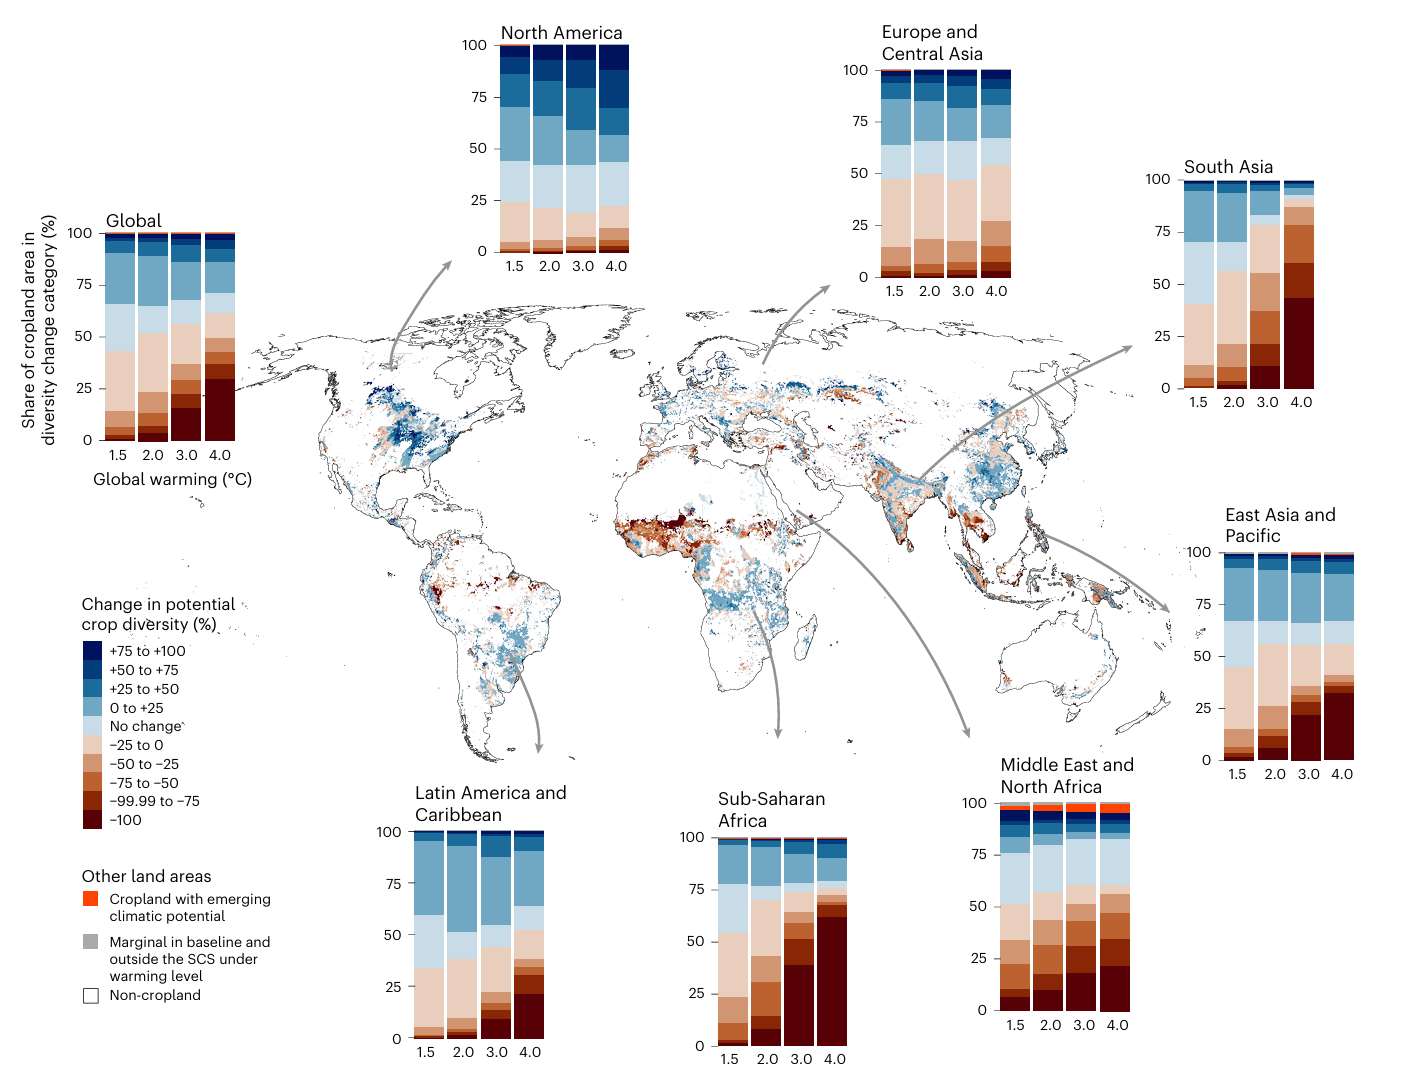 North America
100
75
50
25
0
1.5
2.0
3.0
4.0
Europe and
Central Asia
100
75
50
25
0
1.5
2.0
3.0
4.0
South Asia
100
75
50
25
0
1.5
2.0
3.0
4.0
Share of cropland area in
diversity change category (%)
Global
100
75
50
25
0
1.5
2.0
3.0
4.0
Global warming (°C)
East Asia and
Pacific
100
75
50
25
0
1.5
2.0
3.0
4.0
Change in potential
crop diversity (%)
+75 to +100
+50 to +75
+25 to +50
0 to +25
No change
−25 to 0
−50 to −25
−75 to −50
−99.99 to −75
−100
Other land areas
Cropland with emerging
climatic potential
Marginal in baseline and
outside the SCS under
warming level
Non-cropland
Latin America and
Caribbean
100
75
50
25
0
1.5
2.0
3.0
4.0
Sub-Saharan
Africa
100
75
50
25
0
1.5
2.0
3.0
4.0
Middle East and
North Africa
100
75
50
25
0
1.5
2.0
3.0
4.0